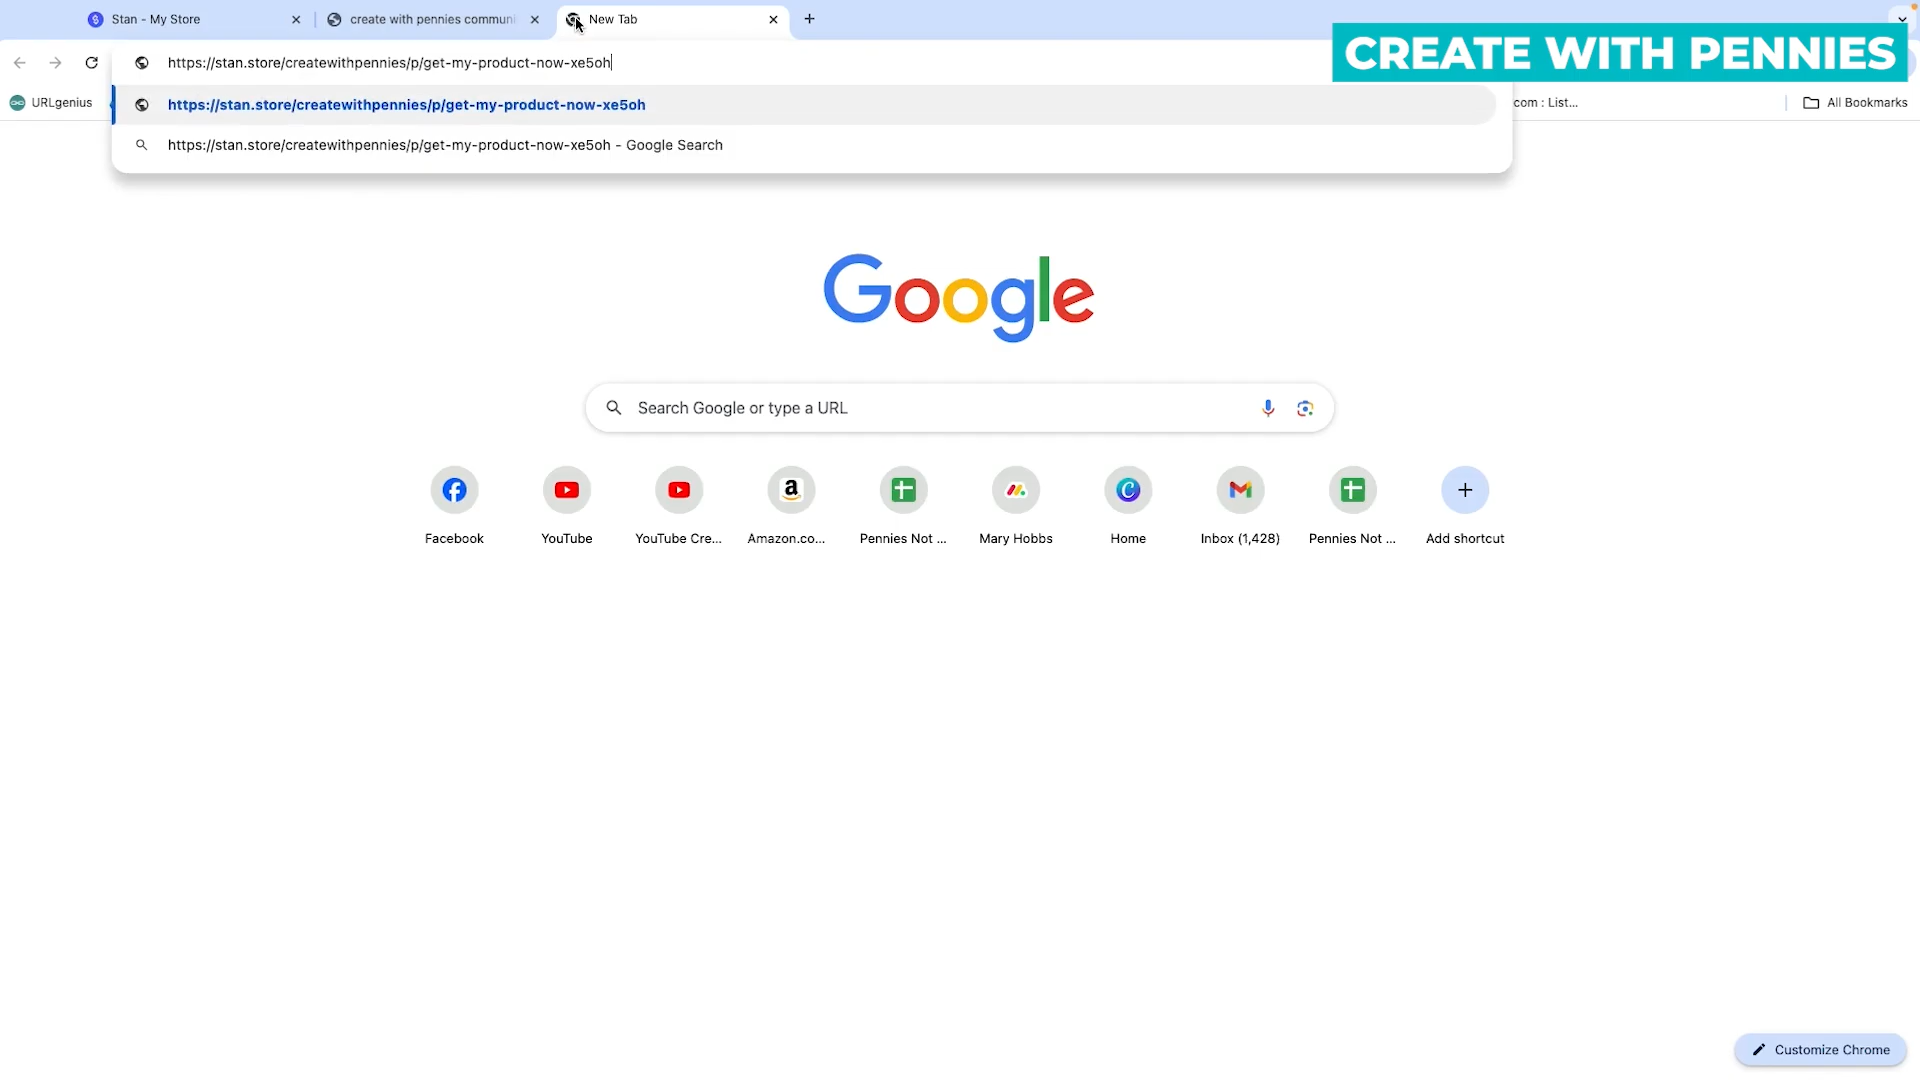 Stan - My Store
create with pennies communi
New Tab
CREATE WITH PENNIES
https://stan.store/createwithpennies/p/get-my-product-now-xe5oh
URLgenius
https://stan.store/createwithpennies/p/get-my-product-now-xe5oh
com : List...
All Bookmarks
https://stan.store/createwithpennies/p/get-my-product-now-xe5oh - Google Search
Google
Search Google or type a URL
Facebook
YouTube
YouTube Cre...
Amazon.co...
Pennies Not ...
Mary Hobbs
Home
Inbox (1,428)
Pennies Not ...
Add shortcut
Customize Chrome